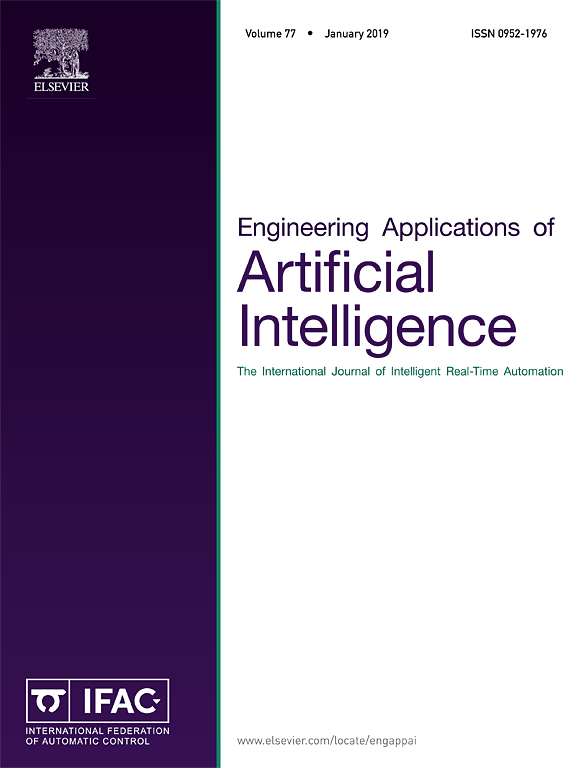 Volume 77 • January 2019 ISSN 0952-1976
ELSEVIER
Engineering Applications of
Artificial
Intelligence
The International Journal of Intelligent Real-Time Automation
IFAC
INTERNATIONAL FEDERATION
OF AUTOMATIC CONTROL
www.elsevier.com/locate/engappai